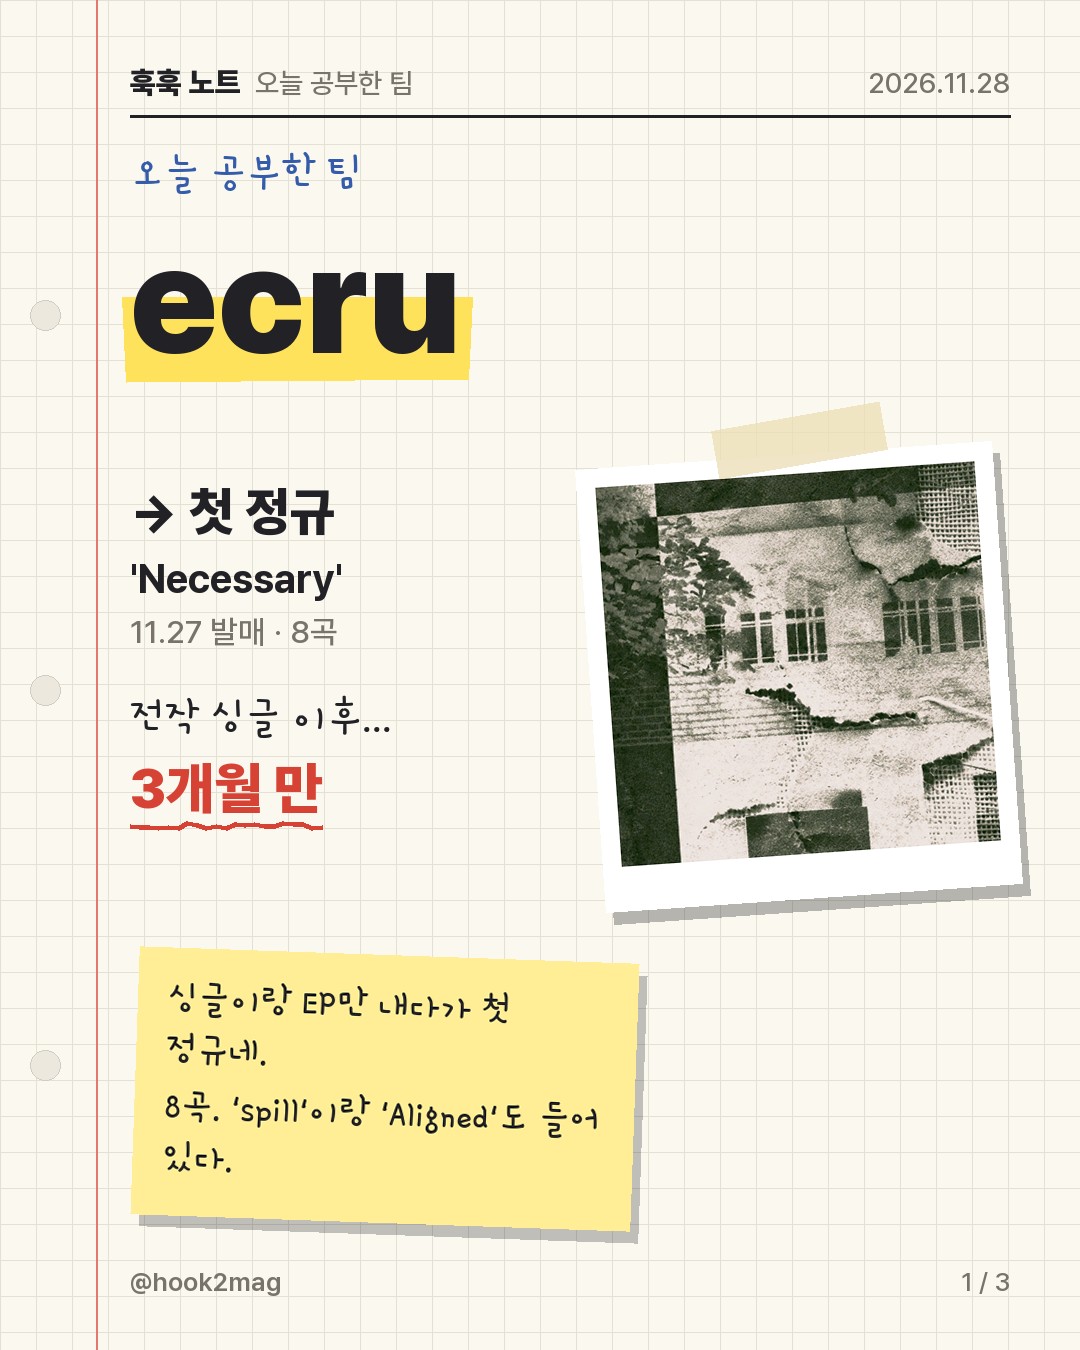 훅훅 노트 오늘 공부한 팀 2026.11.28
오늘 공부한 팀
ecru
→ 첫 정규
'Necessary'
11.27 발매 · 8곡
전작 싱글 이후...
3개월 만
싱글이랑 EP만 내다가 첫
정규네.
8곡. 'spill'이랑 'Aligned'도 들어
있다.
@hook2mag 1 / 3